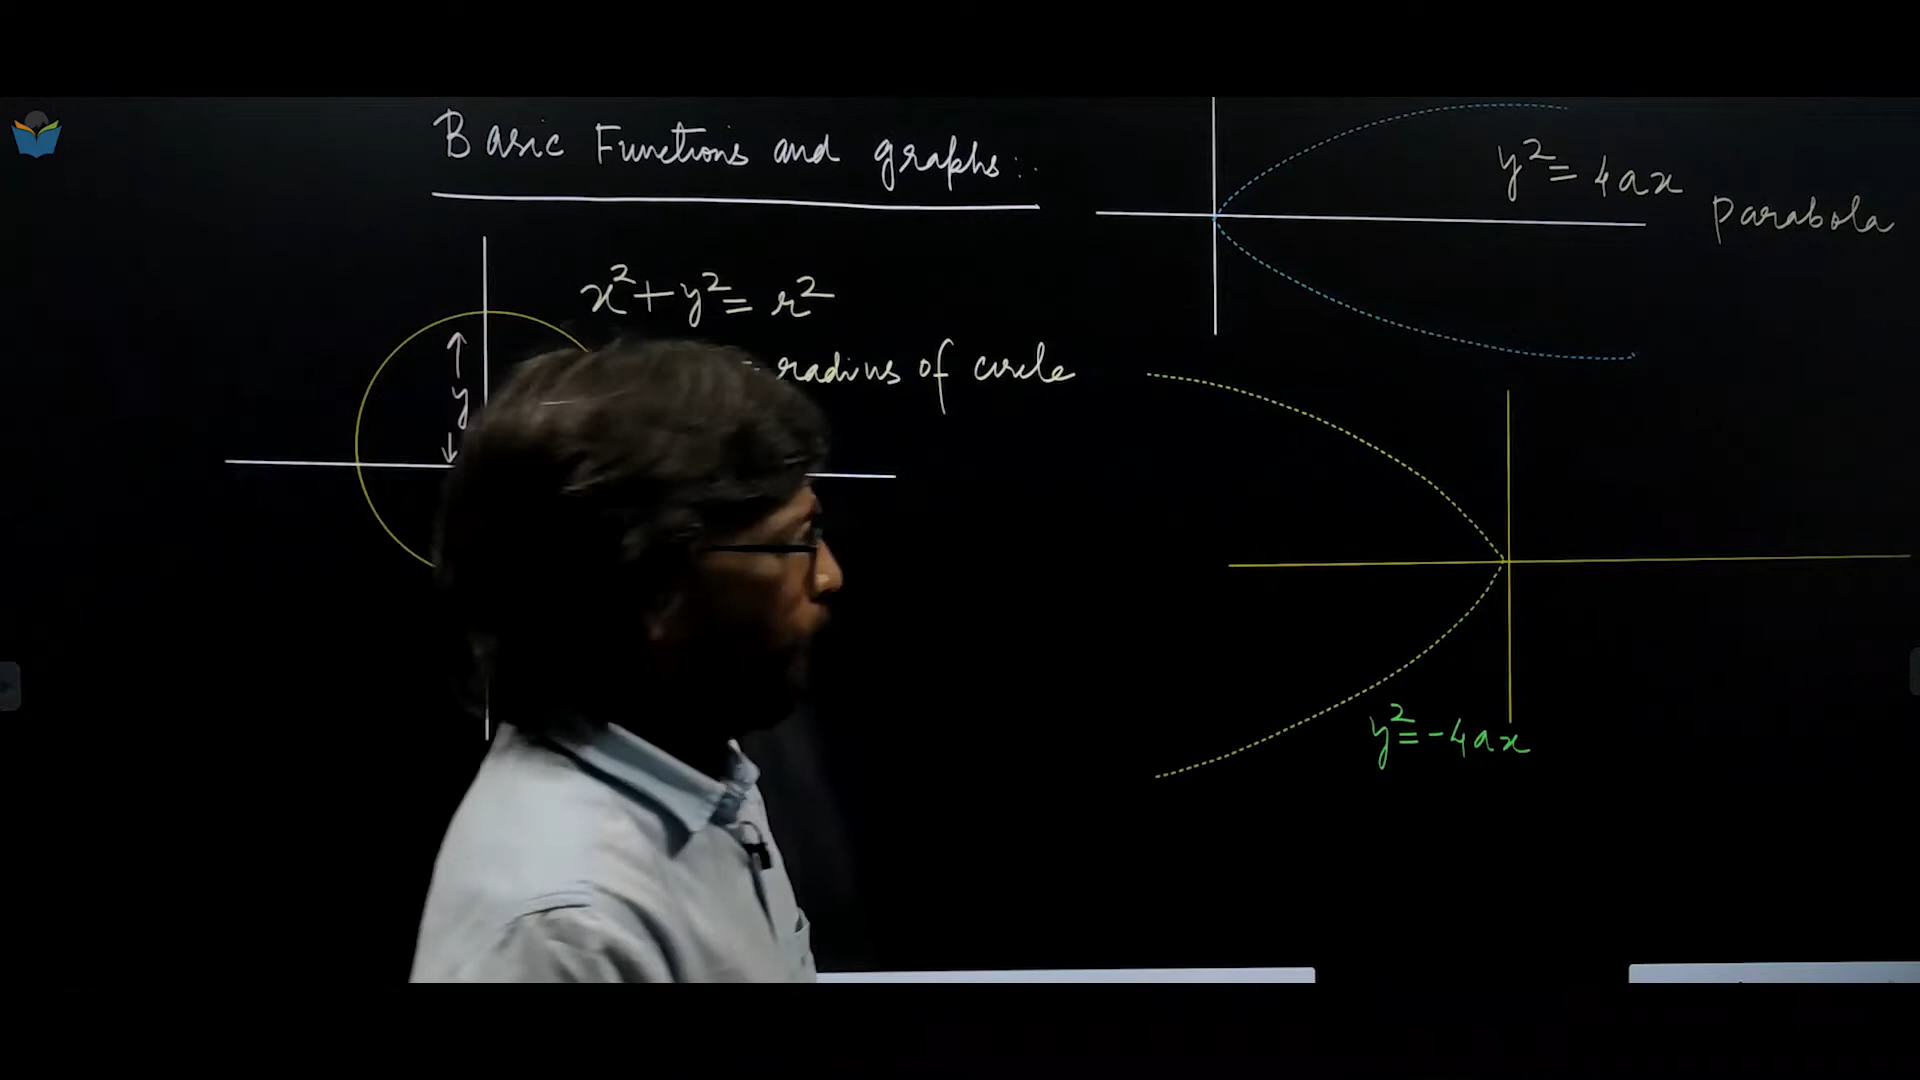 Basic Functions and graphs:
x²+y²= r²
= radius of circle
y
y²= 4ax
Parabola
y²=-4ax